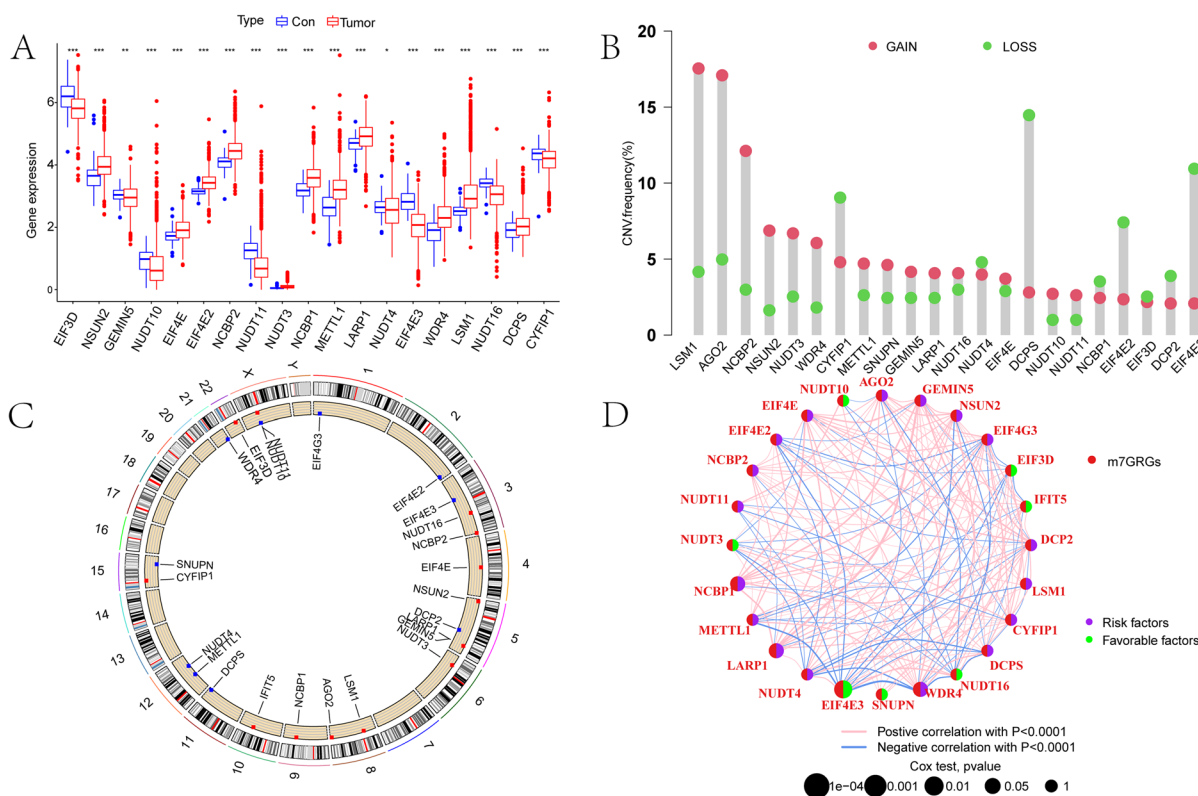 A
Type Con Tumor
*** *** ** *** *** *** *** *** *** *** *** *** * *** *** *** *** *** ***
Gene expression
6
4
2
0
EIF3D NSUN2 GEMIN5 NUDT10 EIF4E EIF4E2 NCBP2 NUDT11 NUDT3 NCBP1 METTL1 LARP1 NUDT4 EIF4E3 WDR4 LSM1 NUDT16 DCPS CYFIP1
B
GAIN LOSS
CNV.frequency(%)
20
15
10
5
0
LSM1 AGO2 NCBP2 NSUN2 NUDT3 WDR4 CYFIP1 METTL1 SNUPN GEMIN5 LARP1 NUDT16 NUDT4 EIF4E DCPS NUDT10 NUDT11 NCBP1 EIF4E2 EIF3D DCP2 EIF4E3
C
1
2
3
4
5
6
7
8
9
10
11
12
13
14
15
16
17
18
19
20
21
22
X
Y
EIF4G3
EIF4E2
EIF4E3
NUDT16
NCBP2
EIF4E
NSUN2
DCP2
LARP1
GEMIN5
NUDT3
LSM1
AGO2
NCBP1
IFIT5
DCPS
METTL1
NUDT4
CYFIP1
SNUPN
WDR4
EIF3D
NUDT11
D
AGO2
GEMIN5
NSUN2
EIF4G3
EIF3D
IFIT5
DCP2
LSM1
CYFIP1
DCPS
NUDT16
WDR4
SNUPN
EIF4E3
NUDT4
LARP1
METTL1
NCBP1
NUDT3
NUDT11
NCBP2
EIF4E2
EIF4E
NUDT10
m7GRGs
Risk factors
Favorable factors
Postive correlation with P<0.0001
Negative correlation with P<0.0001
Cox test, pvalue
1e-04 0.001 0.01 0.05 1